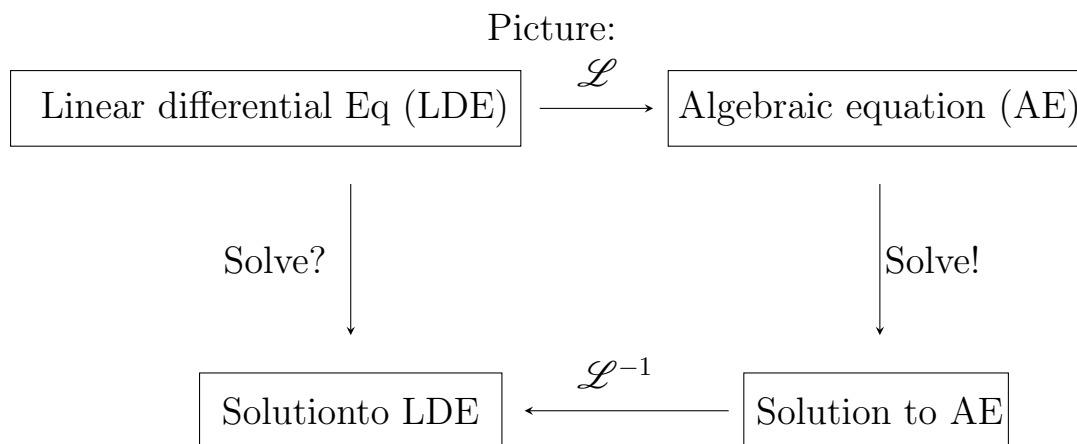 Picture:
ℒ
Linear differential Eq (LDE)
Algebraic equation (AE)
Solve?
Solve!
ℒ⁻¹
Solutionto LDE
Solution to AE